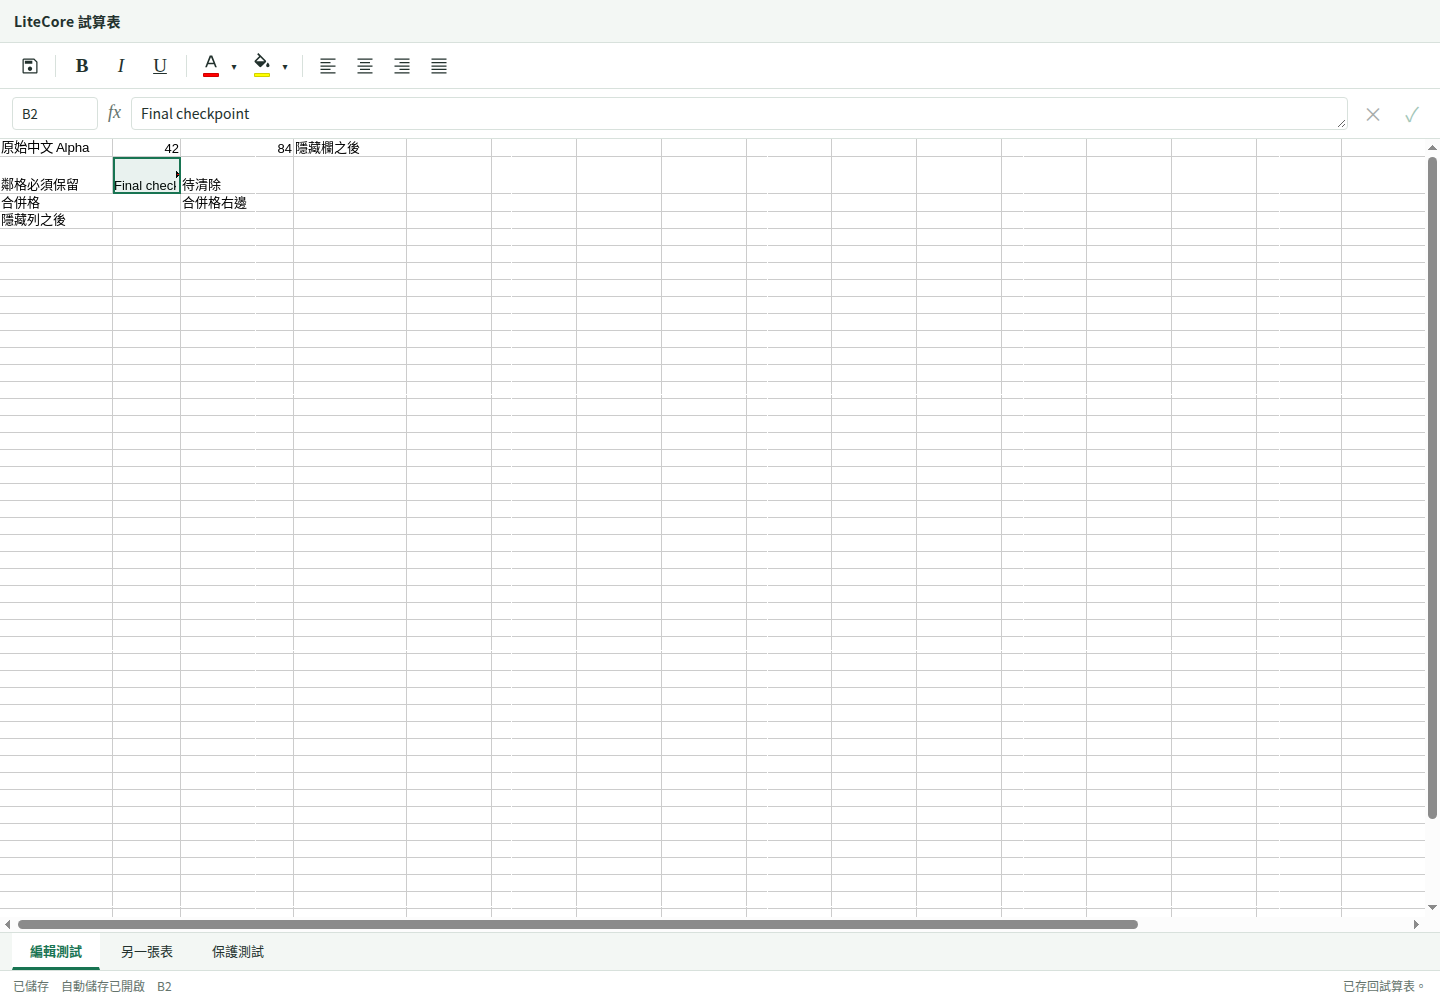 LiteCore 試算表
B I U A
B2 fx Final checkpoint
原始中文 Alpha 42 84 隱藏欄之後
鄰格必須保留 Final check 待清除
合併格 合併格右邊
隱藏列之後
編輯測試 另一張表 保護測試
已儲存 自動儲存已開啟 B2 已存回試算表。